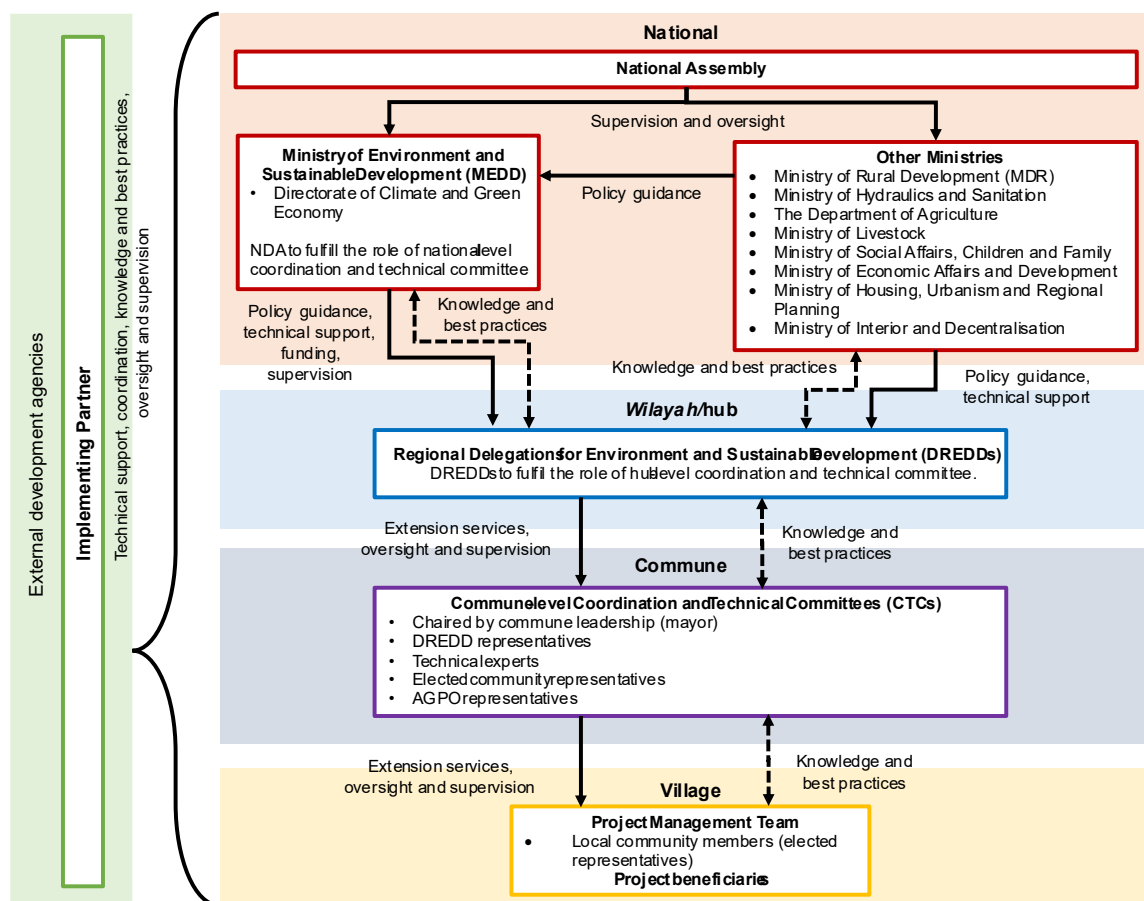 External development agencies
Implementing Partner
Technical support, coordination, knowledge and best practices,
oversight and supervision
National
National Assembly
Supervision and oversight
Ministry of Environment and
Sustainable Development (MEDD)
• Directorate of Climate and Green
Economy
NDA to fulfill the role of national level
coordination and technical committee
Policy guidance
Other Ministries
• Ministry of Rural Development (MDR)
• Ministry of Hydraulics and Sanitation
• The Department of Agriculture
• Ministry of Livestock
• Ministry of Social Affairs, Children and Family
• Ministry of Economic Affairs and Development
• Ministry of Housing, Urbanism and Regional
Planning
• Ministry of Interior and Decentralisation
Policy guidance,
technical support,
funding,
supervision
Knowledge and
best practices
Knowledge and best practices
Policy guidance,
technical support
Wilayah/hub
Regional Delegations for Environment and Sustainable Development (DREDDs)
DREDDs to fulfil the role of hub level coordination and technical committee.
Extension services,
oversight and supervision
Knowledge and
best practices
Commune
Commune level Coordination and Technical Committees (CTCs)
• Chaired by commune leadership (mayor)
• DREDD representatives
• Technical experts
• Elected community representatives
• AGPO representatives
Extension services,
oversight and supervision
Knowledge and
best practices
Village
Project Management Team
• Local community members (elected
representatives)
Project beneficiaries